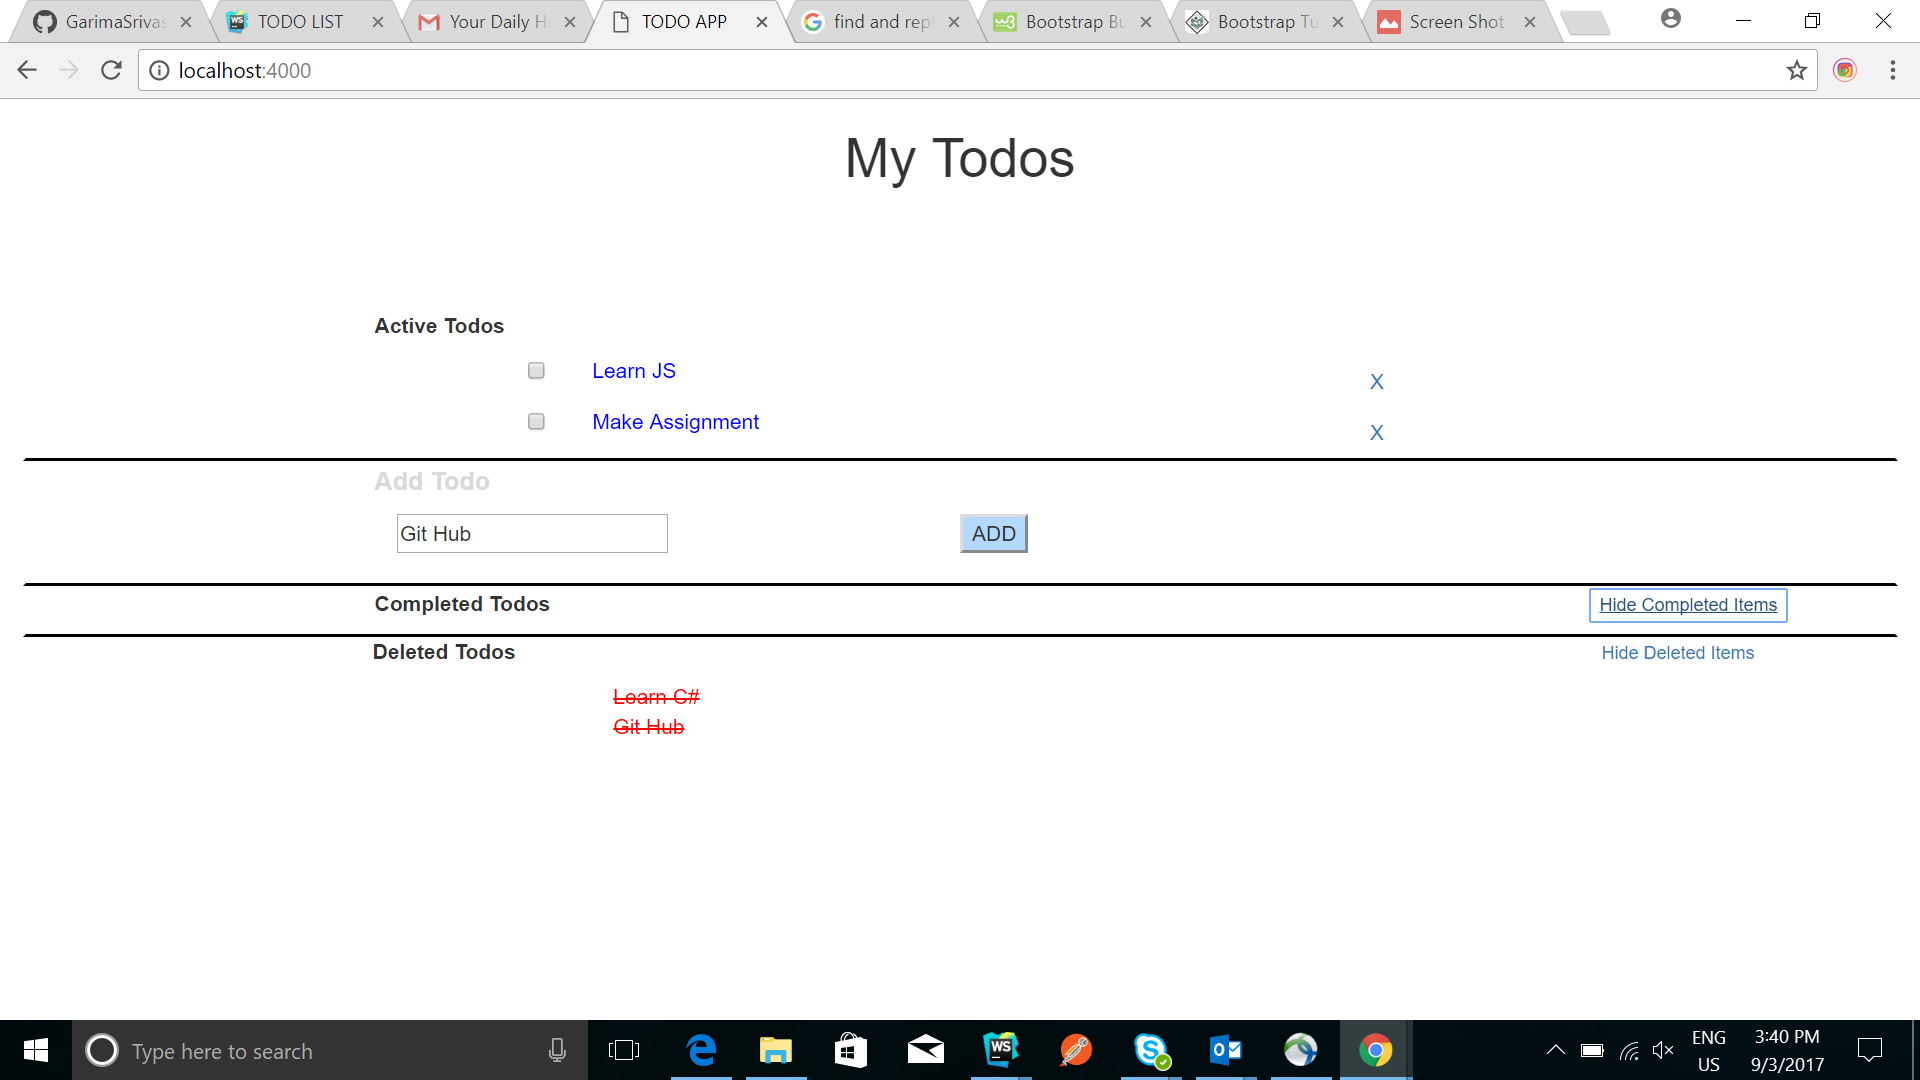 GarimaSrivas
TODO LIST
Your Daily H
TODO APP
find and repl
Bootstrap Bu
Bootstrap Tu
Screen Shot
localhost:4000
My Todos
Active Todos
Learn JS
X
Make Assignment
X
Add Todo
Git Hub
ADD
Completed Todos
Hide Completed Items
Deleted Todos
Hide Deleted Items
Learn C#
Git Hub
Type here to search
ENG
US
3:40 PM
9/3/2017